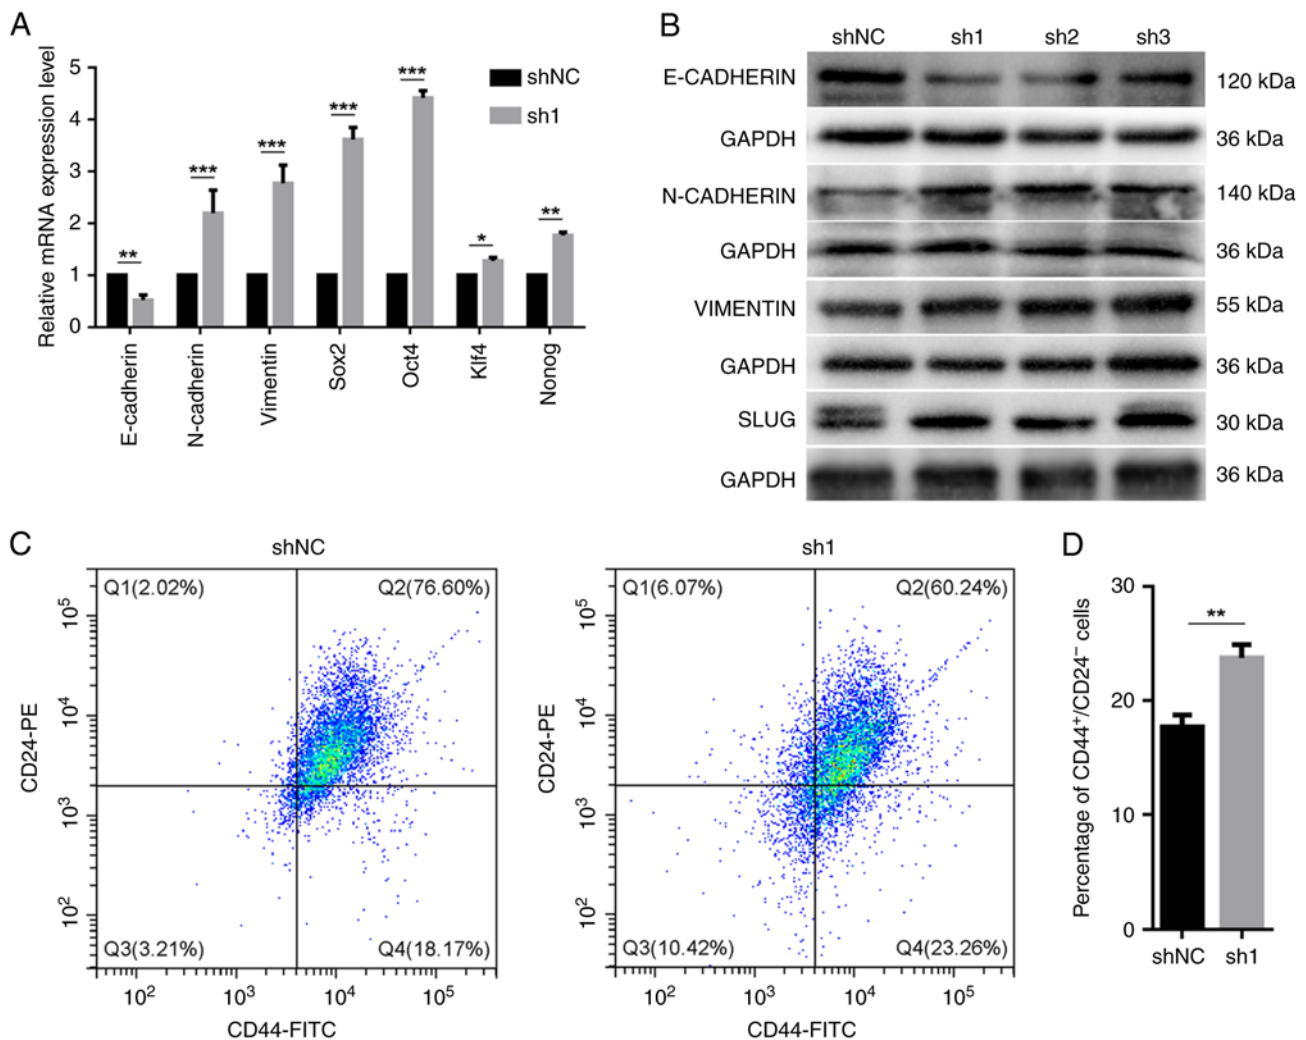 A
Relative mRNA expression level
5
4
3
2
1
0
shNC
sh1
**
***
***
***
***
*
**
E-cadherin
N-cadherin
Vimentin
Sox2
Oct4
Klf4
Nonog
B
shNC sh1 sh2 sh3
E-CADHERIN 120 kDa
GAPDH 36 kDa
N-CADHERIN 140 kDa
GAPDH 36 kDa
VIMENTIN 55 kDa
GAPDH 36 kDa
SLUG 30 kDa
GAPDH 36 kDa
C
shNC
Q1(2.02%) Q2(76.60%)
Q3(3.21%) Q4(18.17%)
CD24-PE
10⁵
10⁴
10³
10²
10² 10³ 10⁴ 10⁵
CD44-FITC
sh1
Q1(6.07%) Q2(60.24%)
Q3(10.42%) Q4(23.26%)
CD24-PE
10⁵
10⁴
10³
10²
10² 10³ 10⁴ 10⁵
CD44-FITC
D
Percentage of CD44⁺/CD24⁻ cells
30
20
10
0
**
shNC sh1